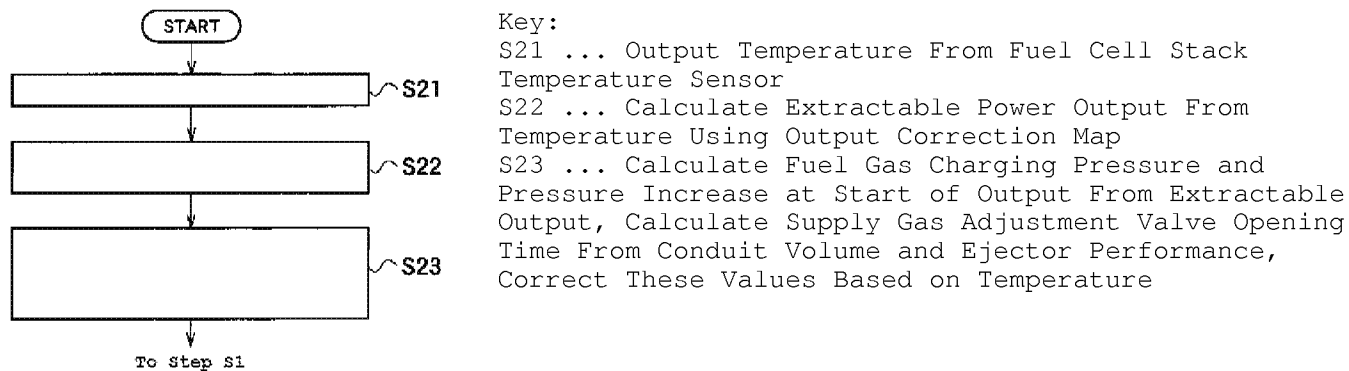 START
S21
S22
S23
To Step S1
Key:
S21 ... Output Temperature From Fuel Cell Stack
Temperature Sensor
S22 ... Calculate Extractable Power Output From
Temperature Using Output Correction Map
S23 ... Calculate Fuel Gas Charging Pressure and
Pressure Increase at Start of Output From Extractable
Output, Calculate Supply Gas Adjustment Valve Opening
Time From Conduit Volume and Ejector Performance,
Correct These Values Based on Temperature